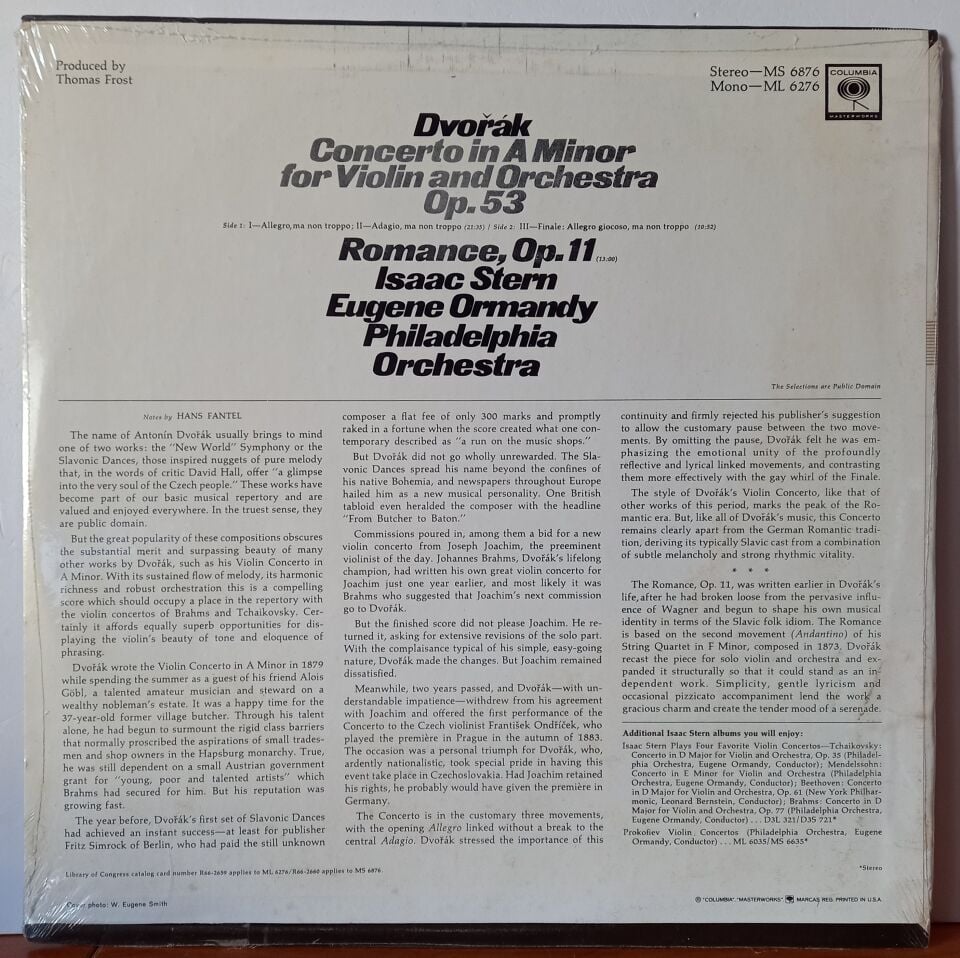 Produced by
Thomas Frost
Stereo—MS 6876
Mono—ML 6276
COLUMBIA
MASTERWORKS
Dvořák
Concerto in A Minor
for Violin and Orchestra
Op. 53
Side 1: I—Allegro, ma non troppo; II—Adagio, ma non troppo (21:35) / Side 2: III—Finale: Allegro giocoso, ma non troppo (10:52)
Romance, Op. 11 (13:00)
Isaac Stern
Eugene Ormandy
Philadelphia
Orchestra
The Selections are Public Domain
Notes by HANS FANTEL
The name of Antonín Dvořák usually brings to mind
one of two works: the "New World" Symphony or the
Slavonic Dances, those inspired nuggets of pure melody
that, in the words of critic David Hall, offer "a glimpse
into the very soul of the Czech people." These works have
become part of our basic musical repertory and are
valued and enjoyed everywhere. In the truest sense, they
are public domain.
But the great popularity of these compositions obscures
the substantial merit and surpassing beauty of many
other works by Dvořák, such as his Violin Concerto in
A Minor. With its sustained flow of melody, its harmonic
richness and robust orchestration this is a compelling
score which should occupy a place in the repertory with
the violin concertos of Brahms and Tchaikovsky. Cer-
tainly it affords equally superb opportunities for dis-
playing the violin's beauty of tone and eloquence of
phrasing.
Dvořák wrote the Violin Concerto in A Minor in 1879
while spending the summer as a guest of his friend Alois
Göbl, a talented amateur musician and steward on a
wealthy nobleman's estate. It was a happy time for the
37-year-old former village butcher. Through his talent
alone, he had begun to surmount the rigid class barriers
that normally proscribed the aspirations of small trades-
men and shop owners in the Hapsburg monarchy. True,
he was still dependent on a small Austrian government
grant for "young, poor and talented artists" which
Brahms had secured for him. But his reputation was
growing fast.
The year before, Dvořák's first set of Slavonic Dances
had achieved an instant success—at least for publisher
Fritz Simrock of Berlin, who had paid the still unknown
composer a flat fee of only 300 marks and promptly
raked in a fortune when the score created what one con-
temporary described as "a run on the music shops."
But Dvořák did not go wholly unrewarded. The Sla-
vonic Dances spread his name beyond the confines of
his native Bohemia, and newspapers throughout Europe
hailed him as a new musical personality. One British
tabloid even heralded the composer with the headline
"From Butcher to Baton."
Commissions poured in, among them a bid for a new
violin concerto from Joseph Joachim, the preeminent
violinist of the day. Johannes Brahms, Dvořák's lifelong
champion, had written his own great violin concerto for
Joachim just one year earlier, and most likely it was
Brahms who suggested that Joachim's next commission
go to Dvořák.
But the finished score did not please Joachim. He re-
turned it, asking for extensive revisions of the solo part.
With the complaisance typical of his simple, easy-going
nature, Dvořák made the changes. But Joachim remained
dissatisfied.
Meanwhile, two years passed, and Dvořák—with un-
derstandable impatience—withdrew from his agreement
with Joachim and offered the first performance of the
Concerto to the Czech violinist František Ondříček, who
played the première in Prague in the autumn of 1883.
The occasion was a personal triumph for Dvořák, who,
ardently nationalistic, took special pride in having this
event take place in Czechoslovakia. Had Joachim retained
his rights, he probably would have given the première in
Germany.
The Concerto is in the customary three movements,
with the opening Allegro linked without a break to the
central Adagio. Dvořák stressed the importance of this
continuity and firmly rejected his publisher's suggestion
to allow the customary pause between the two move-
ments. By omitting the pause, Dvořák felt he was em-
phasizing the emotional unity of the profoundly
reflective and lyrical linked movements, and contrasting
them more effectively with the gay whirl of the Finale.
The style of Dvořák's Violin Concerto, like that of
other works of this period, marks the peak of the Ro-
mantic era. But, like all of Dvořák's music, this Concerto
remains clearly apart from the German Romantic tradi-
tion, deriving its typically Slavic cast from a combination
of subtle melancholy and strong rhythmic vitality.
* * *
The Romance, Op. 11, was written earlier in Dvořák's
life, after he had broken loose from the pervasive influ-
ence of Wagner and begun to shape his own musical
identity in terms of the Slavic folk idiom. The Romance
is based on the second movement (Andantino) of his
String Quartet in F Minor, composed in 1873. Dvořák
recast the piece for solo violin and orchestra and ex-
panded it structurally so that it could stand as an in-
dependent work. Simplicity, gentle lyricism and
occasional pizzicato accompaniment lend the work a
gracious charm and create the tender mood of a serenade.
Additional Isaac Stern albums you will enjoy:
Isaac Stern Plays Four Favorite Violin Concertos—Tchaikovsky:
Concerto in D Major for Violin and Orchestra, Op. 35 (Philadel-
phia Orchestra, Eugene Ormandy, Conductor); Mendelssohn:
Concerto in E Minor for Violin and Orchestra (Philadelphia
Orchestra, Eugene Ormandy, Conductor); Beethoven: Concerto
in D Major for Violin and Orchestra, Op. 61 (New York Philhar-
monic, Leonard Bernstein, Conductor); Brahms: Concerto in D
Major for Violin and Orchestra, Op. 77 (Philadelphia Orchestra,
Eugene Ormandy, Conductor) . . . D3L 321/D3S 721*
Prokofiev Violin Concertos (Philadelphia Orchestra, Eugene
Ormandy, Conductor) . . . ML 6035/MS 6635*
*Stereo
Library of Congress catalog card number R66-2659 applies to ML 6276/R66-2660 applies to MS 6876
Cover photo: W. Eugene Smith
® "COLUMBIA", "MASTERWORKS", MARCAS REG. PRINTED IN U.S.A.